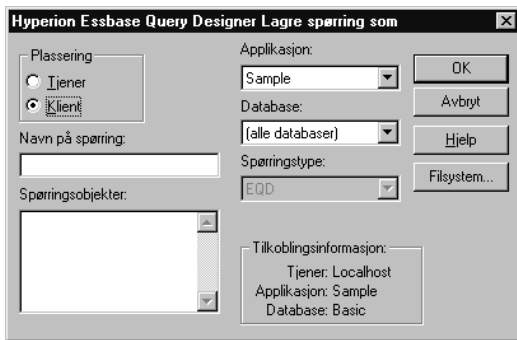 Hyperion Essbase Query Designer Lagre spørring som
Plassering
Tjener
Klient
Navn på spørring:
Spørringsobjekter:
Applikasjon:
Sample
Database:
(alle databaser)
Spørringstype:
EQD
Tilkoblingsinformasjon:
Tjener: Localhost
Applikasjon: Sample
Database: Basic
OK
Avbryt
Hjelp
Filsystem...